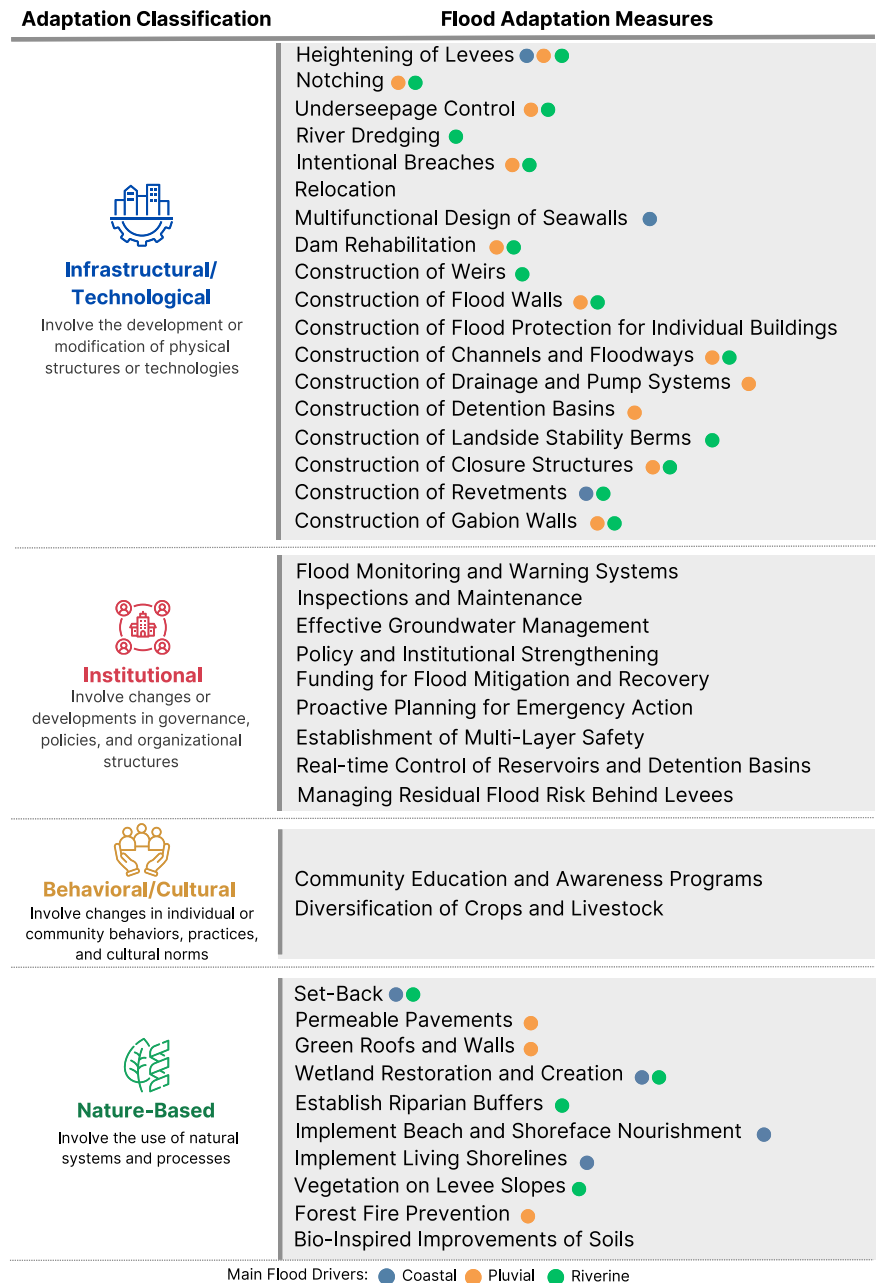 Adaptation Classification
Flood Adaptation Measures
Infrastructural/
Technological
Involve the development or
modification of physical
structures or technologies
Heightening of Levees
Notching
Underseepage Control
River Dredging
Intentional Breaches
Relocation
Multifunctional Design of Seawalls
Dam Rehabilitation
Construction of Weirs
Construction of Flood Walls
Construction of Flood Protection for Individual Buildings
Construction of Channels and Floodways
Construction of Drainage and Pump Systems
Construction of Detention Basins
Construction of Landside Stability Berms
Construction of Closure Structures
Construction of Revetments
Construction of Gabion Walls
Institutional
Involve changes or
developments in governance,
policies, and organizational
structures
Flood Monitoring and Warning Systems
Inspections and Maintenance
Effective Groundwater Management
Policy and Institutional Strengthening
Funding for Flood Mitigation and Recovery
Proactive Planning for Emergency Action
Establishment of Multi-Layer Safety
Real-time Control of Reservoirs and Detention Basins
Managing Residual Flood Risk Behind Levees
Behavioral/Cultural
Involve changes in individual or
community behaviors, practices,
and cultural norms
Community Education and Awareness Programs
Diversification of Crops and Livestock
Nature-Based
Involve the use of natural
systems and processes
Set-Back
Permeable Pavements
Green Roofs and Walls
Wetland Restoration and Creation
Establish Riparian Buffers
Implement Beach and Shoreface Nourishment
Implement Living Shorelines
Vegetation on Levee Slopes
Forest Fire Prevention
Bio-Inspired Improvements of Soils
Main Flood Drivers: Coastal Pluvial Riverine